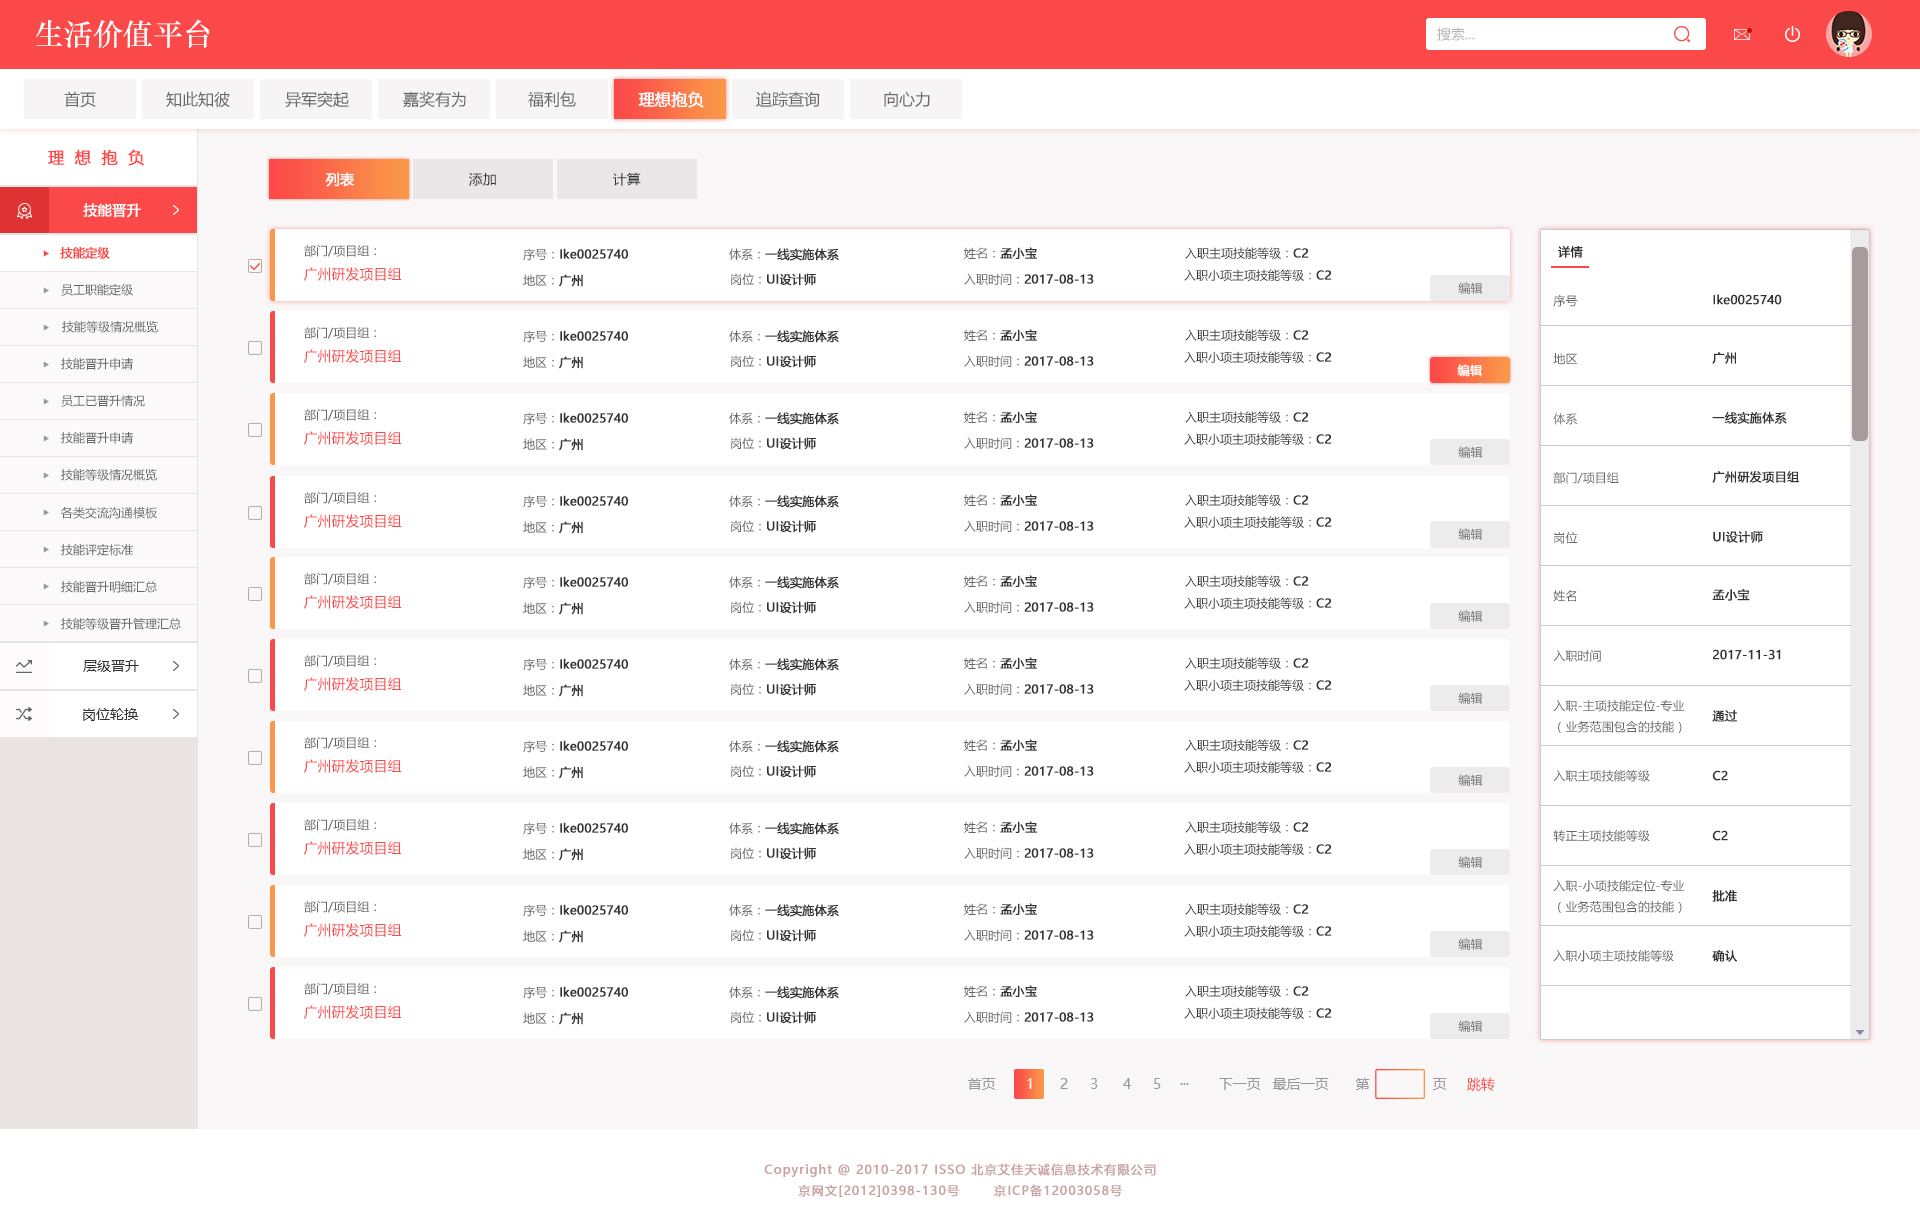 生活价值平台
搜索...
首页 知此知彼 异军突起 嘉奖有为 福利包 理想抱负 追踪查询 向心力
理想抱负
技能晋升
技能定级
员工职能定级
技能等级情况概览
技能晋升申请
员工已晋升情况
技能晋升申请
技能等级情况概览
各类交流沟通模板
技能评定标准
技能晋升明细汇总
技能等级晋升管理汇总
层级晋升
岗位轮换
列表 添加 计算
部门/项目组： 序号：lke0025740 体系：一线实施体系 姓名：孟小宝 入职主项技能等级：C2
广州研发项目组 地区：广州 岗位：UI设计师 入职时间：2017-08-13 入职小项主项技能等级：C2
编辑
部门/项目组： 序号：lke0025740 体系：一线实施体系 姓名：孟小宝 入职主项技能等级：C2
广州研发项目组 地区：广州 岗位：UI设计师 入职时间：2017-08-13 入职小项主项技能等级：C2
编辑
部门/项目组： 序号：lke0025740 体系：一线实施体系 姓名：孟小宝 入职主项技能等级：C2
广州研发项目组 地区：广州 岗位：UI设计师 入职时间：2017-08-13 入职小项主项技能等级：C2
编辑
部门/项目组： 序号：lke0025740 体系：一线实施体系 姓名：孟小宝 入职主项技能等级：C2
广州研发项目组 地区：广州 岗位：UI设计师 入职时间：2017-08-13 入职小项主项技能等级：C2
编辑
部门/项目组： 序号：lke0025740 体系：一线实施体系 姓名：孟小宝 入职主项技能等级：C2
广州研发项目组 地区：广州 岗位：UI设计师 入职时间：2017-08-13 入职小项主项技能等级：C2
编辑
部门/项目组： 序号：lke0025740 体系：一线实施体系 姓名：孟小宝 入职主项技能等级：C2
广州研发项目组 地区：广州 岗位：UI设计师 入职时间：2017-08-13 入职小项主项技能等级：C2
编辑
部门/项目组： 序号：lke0025740 体系：一线实施体系 姓名：孟小宝 入职主项技能等级：C2
广州研发项目组 地区：广州 岗位：UI设计师 入职时间：2017-08-13 入职小项主项技能等级：C2
编辑
部门/项目组： 序号：lke0025740 体系：一线实施体系 姓名：孟小宝 入职主项技能等级：C2
广州研发项目组 地区：广州 岗位：UI设计师 入职时间：2017-08-13 入职小项主项技能等级：C2
编辑
部门/项目组： 序号：lke0025740 体系：一线实施体系 姓名：孟小宝 入职主项技能等级：C2
广州研发项目组 地区：广州 岗位：UI设计师 入职时间：2017-08-13 入职小项主项技能等级：C2
编辑
部门/项目组： 序号：lke0025740 体系：一线实施体系 姓名：孟小宝 入职主项技能等级：C2
广州研发项目组 地区：广州 岗位：UI设计师 入职时间：2017-08-13 入职小项主项技能等级：C2
编辑
详情
序号 lke0025740
地区 广州
体系 一线实施体系
部门/项目组 广州研发项目组
岗位 UI设计师
姓名 孟小宝
入职时间 2017-11-31
入职-主项技能定位-专业
（业务范围包含的技能） 通过
入职主项技能等级 C2
转正主项技能等级 C2
入职-小项技能定位-专业
（业务范围包含的技能） 批准
入职小项主项技能等级 确认
首页 1 2 3 4 5 ... 下一页 最后一页 第 页 跳转
Copyright @ 2010-2017 ISSO 北京艾佳天诚信息技术有限公司
京网文[2012]0398-130号 京ICP备12003058号